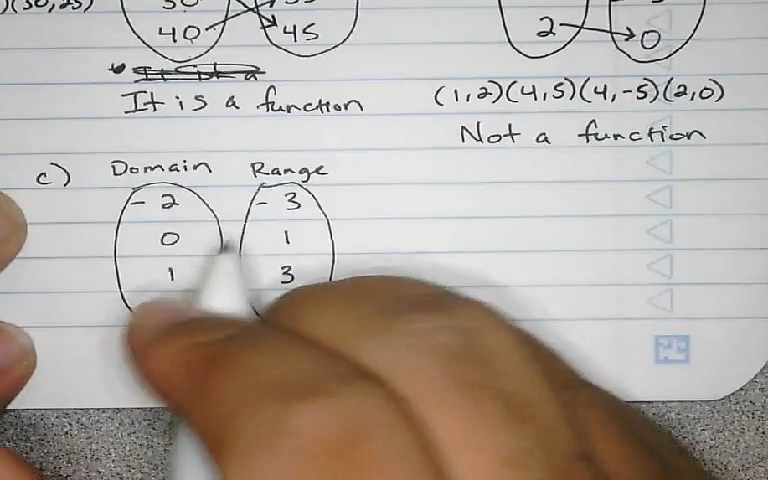 40 45
2 0
It is a function
(1,2)(4,5)(4,-5)(2,0)
Not a function
c) Domain Range
-2 -3
0 1
1 3